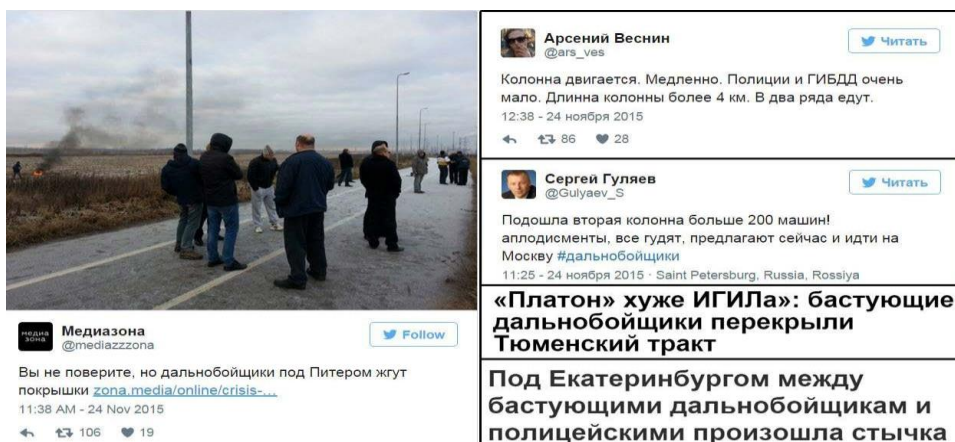 медиа
зона
Медиазона
@mediazzzona
Follow
Вы не поверите, но дальнобойщики под Питером жгут
покрышки zona.media/online/crisis-...
11:38 AM - 24 Nov 2015
106 19
Арсений Веснин
@ars_ves
Читать
Колонна двигается. Медленно. Полиции и ГИБДД очень
мало. Длинна колонны более 4 км. В два ряда едут.
12:38 - 24 ноября 2015
86 28
Сергей Гуляев
@Gulyaev_S
Читать
Подошла вторая колонна больше 200 машин!
аплодисменты, все гудят, предлагают сейчас и идти на
Москву #дальнобойщики
11:25 - 24 ноября 2015 · Saint Petersburg, Russia, Rossiya
«Платон» хуже ИГИЛа»: бастующие
дальнобойщики перекрыли
Тюменский тракт
Под Екатеринбургом между
бастующими дальнобойщикам и
полицейскими произошла стычка